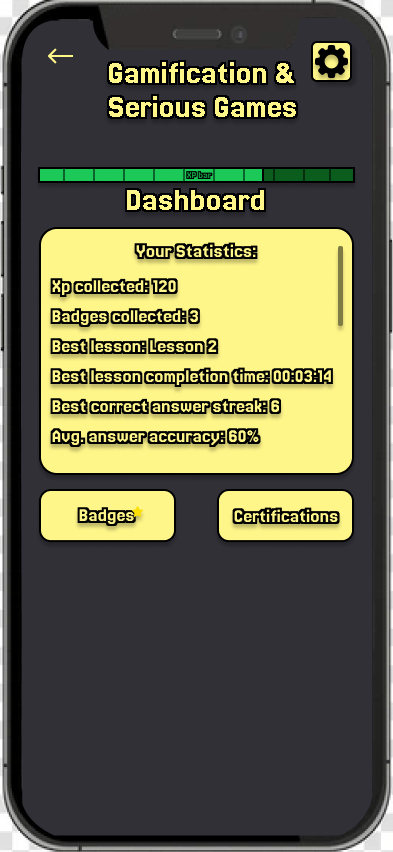 Gamification &
Serious Games
XP bar
Dashboard
Your Statistics:
Xp collected: 120
Badges collected: 3
Best lesson: Lesson 2
Best lesson completion time: 00:03:14
Best correct answer streak: 6
Avg. answer accuracy: 60%
Badges
Certifications